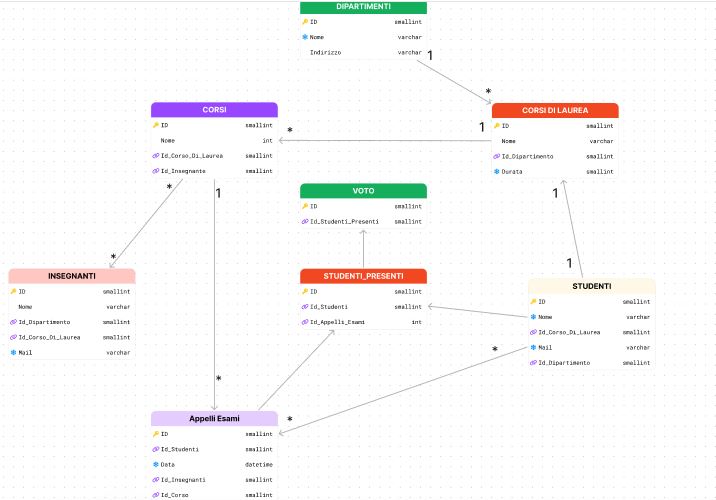 DIPARTIMENTI
ID smallint
Nome varchar
Indirizzo varchar
1
*
CORSI
ID smallint
Nome int
Id_Corso_Di_Laurea smallint
Id_Insegnante smallint
*
1
CORSI DI LAUREA
ID smallint
Nome varchar
Id_Dipartimento smallint
Durata smallint
*
1
1
VOTO
ID smallint
Id_Studenti_Presenti smallint
*
1
INSEGNANTI
ID smallint
Nome varchar
Id_Dipartimento smallint
Id_Corso_Di_Laurea smallint
Mail varchar
STUDENTI_PRESENTI
ID smallint
Id_Studenti smallint
Id_Appelli_Esami int
STUDENTI
ID smallint
Nome varchar
Id_Corso_Di_Laurea smallint
Mail varchar
Id_Dipartimento smallint
*
*
*
Appelli Esami
ID smallint
Id_Studenti smallint
Data datetime
Id_Insegnanti smallint
Id_Corso smallint